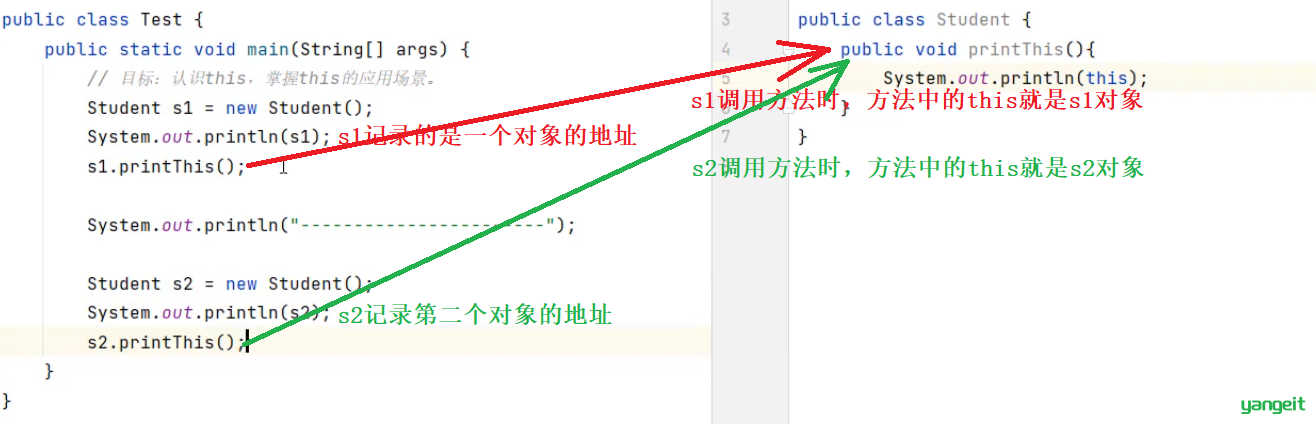 public class Test {
public static void main(String[] args) {
// 目标：认识this，掌握this的应用场景。
Student s1 = new Student();
System.out.println(s1);
s1记录的是一个对象的地址
s1.printThis();
System.out.println("-----------------------");
Student s2 = new Student();
System.out.println(s2);
s2记录第二个对象的地址
s2.printThis();
}
}
3
public class Student {
4
public void printThis(){
5
System.out.println(this);
s1调用方法时，方法中的this就是s1对象
6
}
7
}
s2调用方法时，方法中的this就是s2对象
yangeit